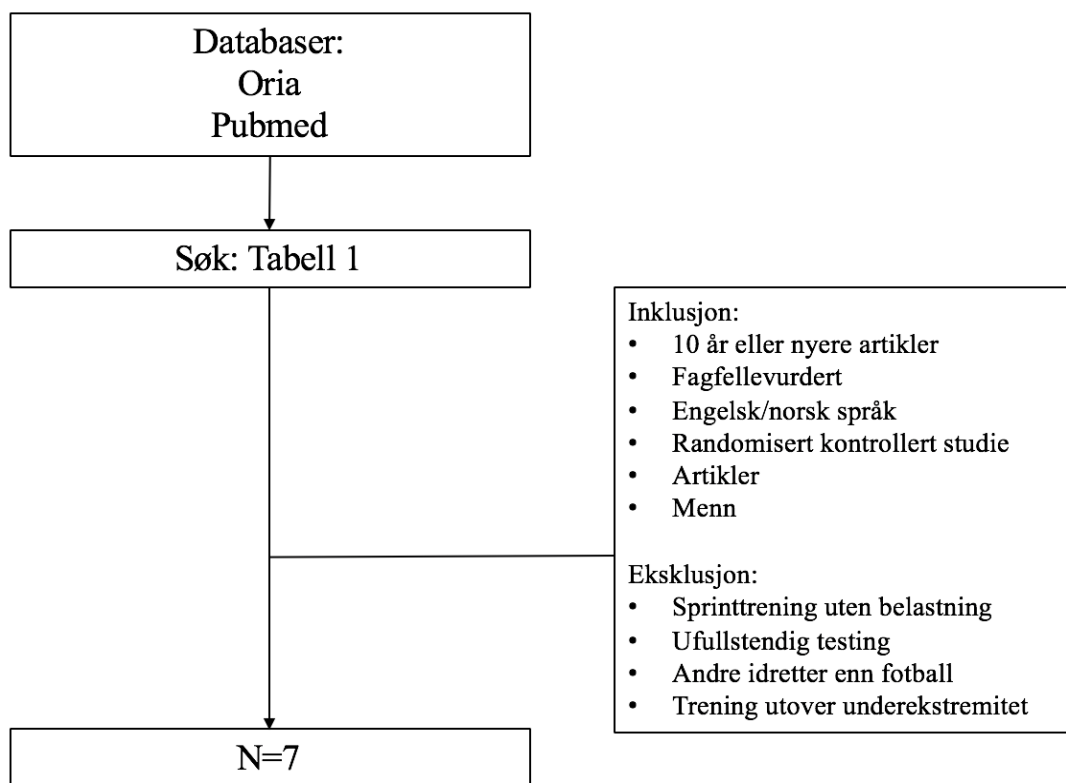 Databaser:
Oria
Pubmed
Søk: Tabell 1
Inklusjon:
• 10 år eller nyere artikler
• Fagfellevurdert
• Engelsk/norsk språk
• Randomisert kontrollert studie
• Artikler
• Menn
Eksklusjon:
• Sprinttrening uten belastning
• Ufullstendig testing
• Andre idretter enn fotball
• Trening utover underekstremitet
N=7